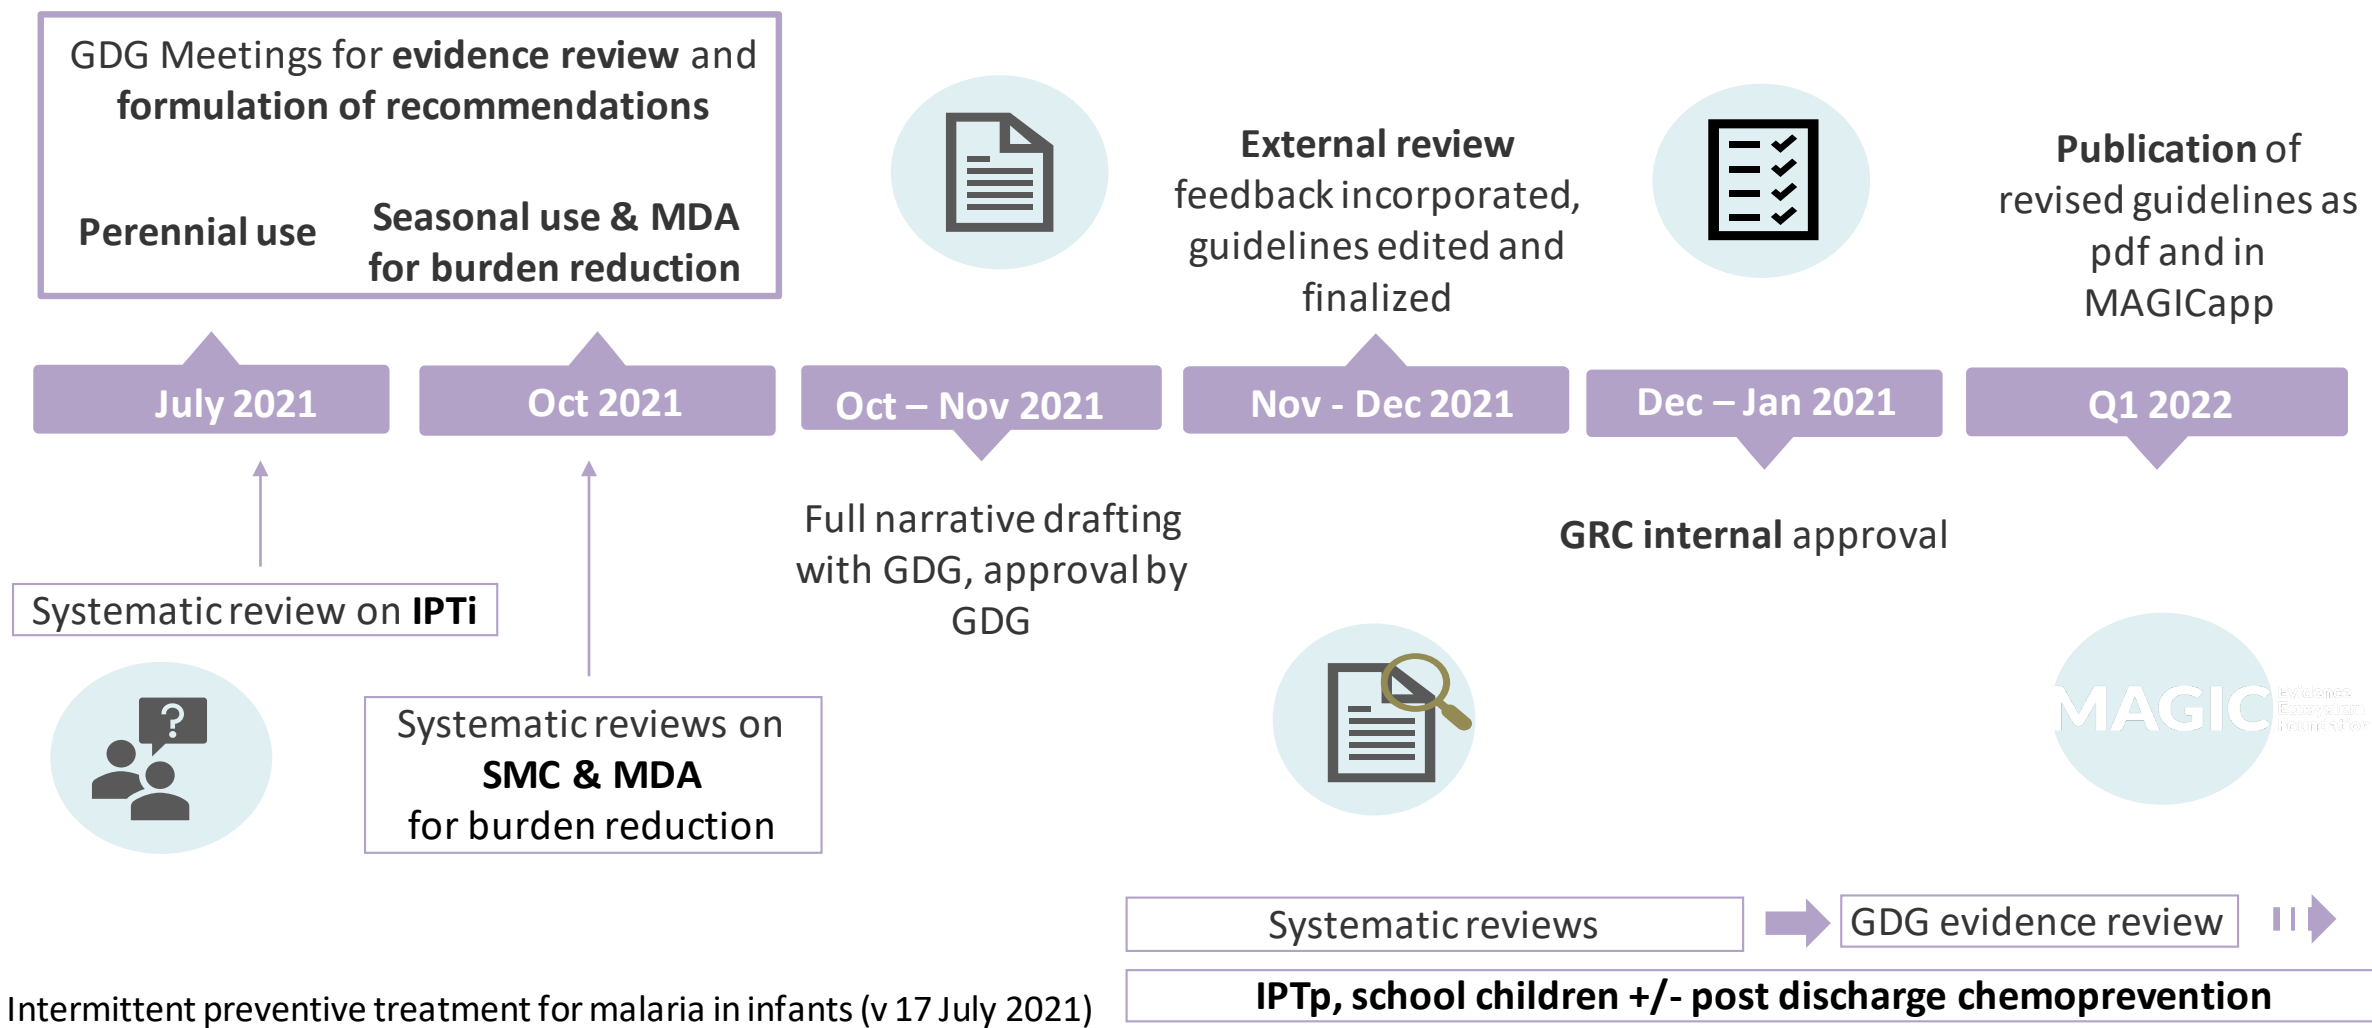 GDG Meetings for evidence review and
formulation of recommendations
Perennial use
Seasonal use & MDA
for burden reduction
External review
feedback incorporated,
guidelines edited and
finalized
Publication of
revised guidelines as
pdf and in
MAGICapp
July 2021
Oct 2021
Oct – Nov 2021
Nov - Dec 2021
Dec – Jan 2021
Q1 2022
Systematic review on IPTi
?
Systematic reviews on
SMC & MDA
for burden reduction
Full narrative drafting
with GDG, approval by
GDG
GRC internal approval
MAGIC
Evidence
Ecosystem
Foundation
Systematic reviews
GDG evidence review
IPTp, school children +/- post discharge chemoprevention
Intermittent preventive treatment for malaria in infants (v 17 July 2021)